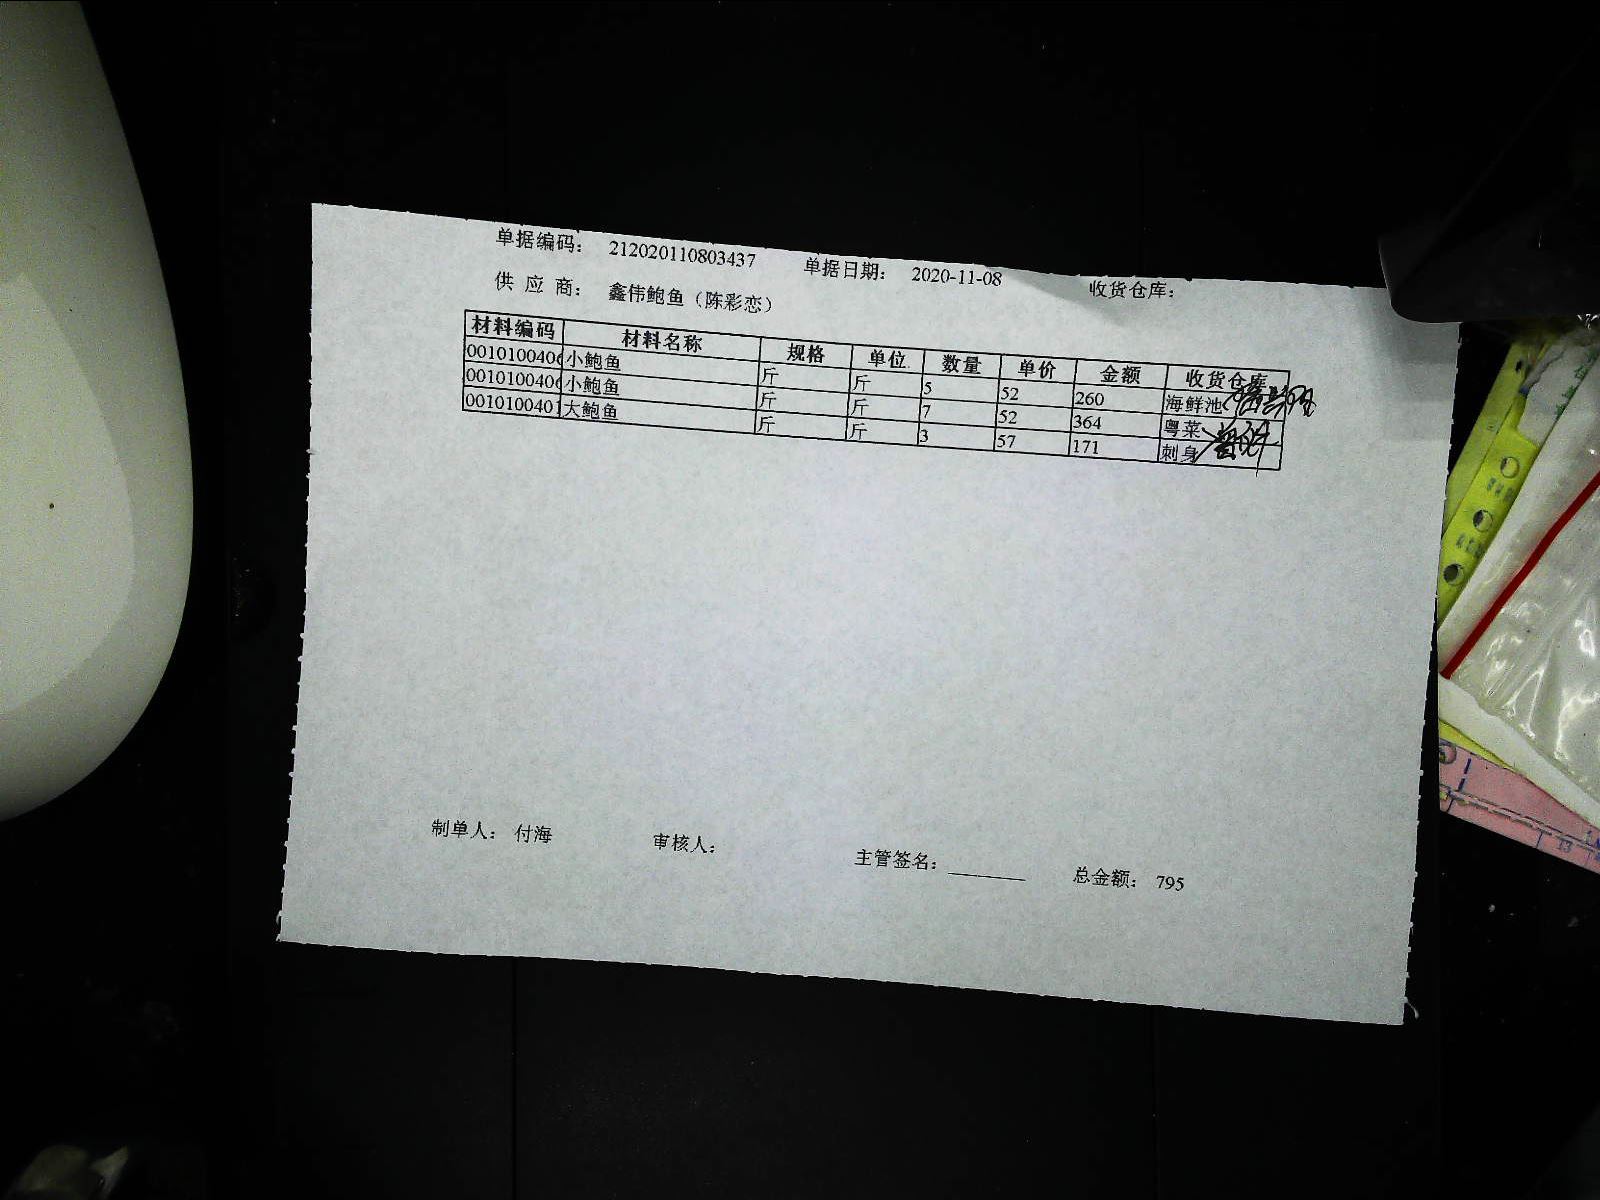 单据编码： 212020110803437 单据日期： 2020-11-08 收货仓库：
供 应 商： 鑫伟鲍鱼（陈彩恋）
材料编码 材料名称 规格 单位 数量 单价 金额 收货仓库
0010100406 小鲍鱼 斤 斤 5 52 260 海鲜池
0010100406 小鲍鱼 斤 斤 7 52 364 粤菜
0010100401 大鲍鱼 斤 斤 3 57 171 刺身
制单人： 付海 审核人： 主管签名： 总金额： 795